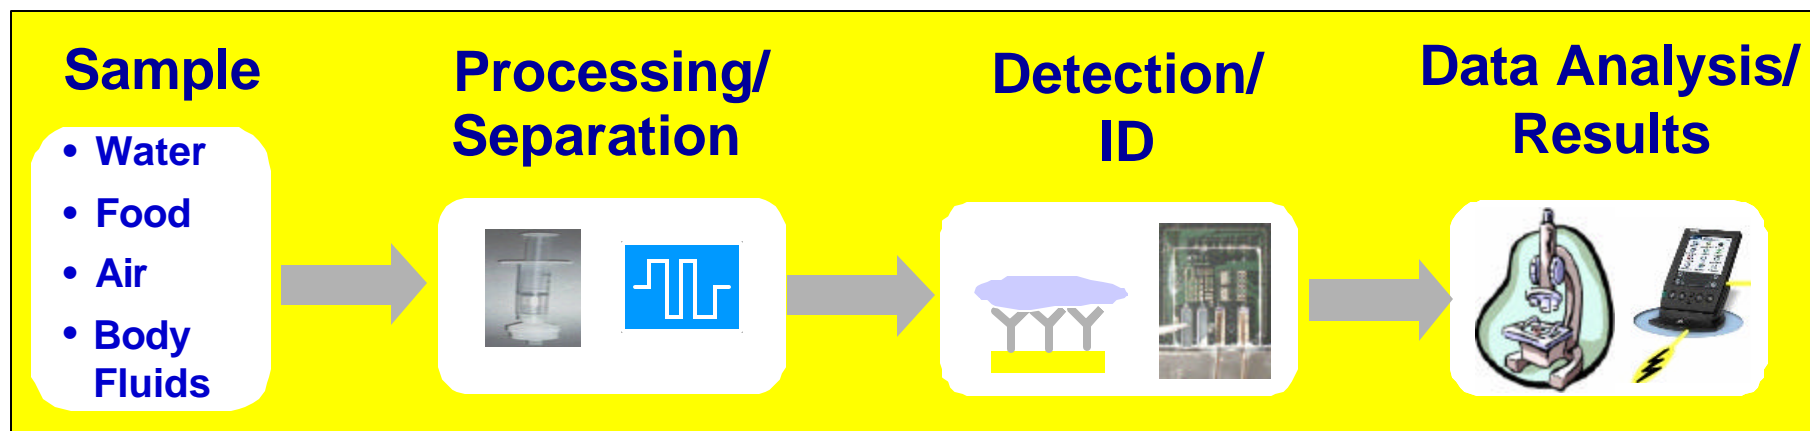 Sample
• Water
• Food
• Air
• Body
Fluids
Processing/
Separation
Detection/
ID
Data Analysis/
Results